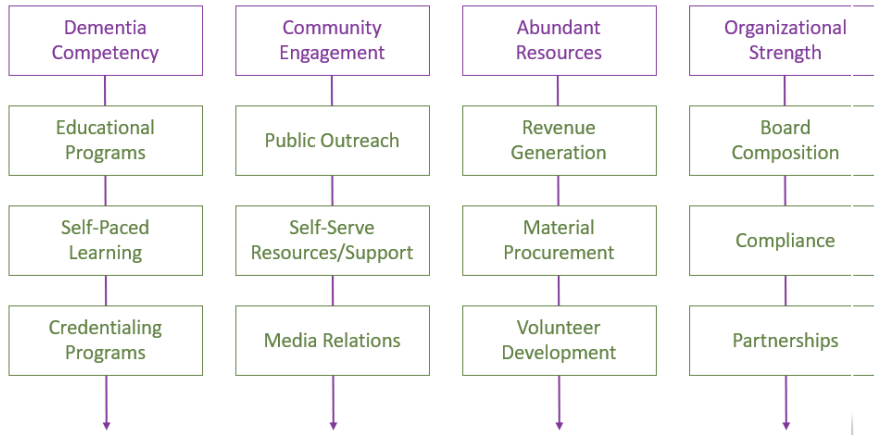 Dementia
Competency
Community
Engagement
Abundant
Resources
Organizational
Strength
Educational
Programs
Public Outreach
Revenue
Generation
Board
Composition
Self-Paced
Learning
Self-Serve
Resources/Support
Material
Procurement
Compliance
Credentialing
Programs
Media Relations
Volunteer
Development
Partnerships